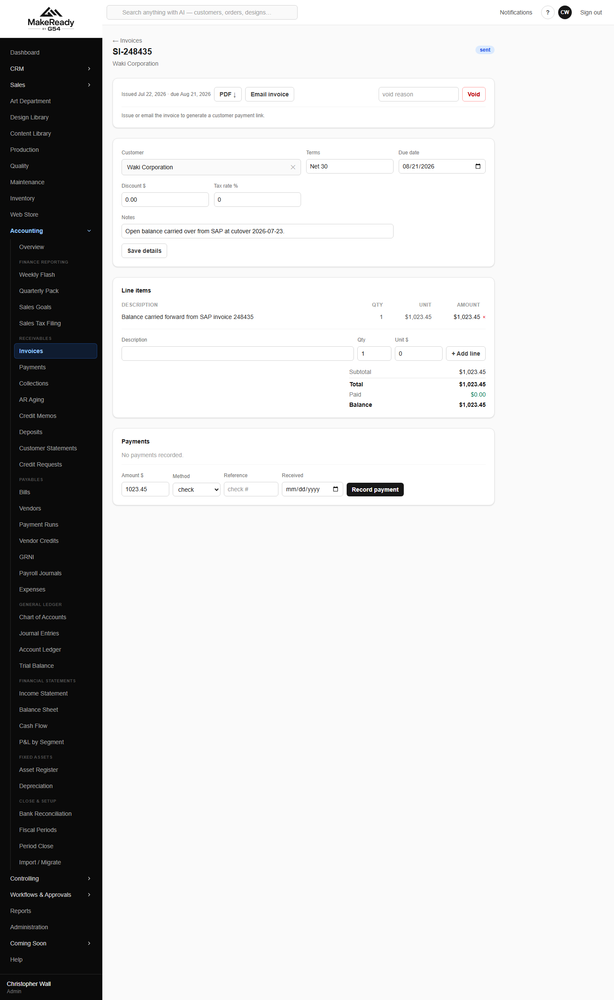 MakeReady
BY G54
Search anything with AI — customers, orders, designs...
Notifications
?
CW
Sign out
Dashboard
CRM
Sales
Art Department
Design Library
Content Library
Production
Quality
Maintenance
Inventory
Web Store
Accounting
Overview
FINANCE REPORTING
Weekly Flash
Quarterly Pack
Sales Goals
Sales Tax Filing
RECEIVABLES
Invoices
Payments
Collections
AR Aging
Credit Memos
Deposits
Customer Statements
Credit Requests
PAYABLES
Bills
Vendors
Payment Runs
Vendor Credits
GRNI
Payroll Journals
Expenses
GENERAL LEDGER
Chart of Accounts
Journal Entries
Account Ledger
Trial Balance
FINANCIAL STATEMENTS
Income Statement
Balance Sheet
Cash Flow
P&L by Segment
FIXED ASSETS
Asset Register
Depreciation
CLOSE & SETUP
Bank Reconciliation
Fiscal Periods
Period Close
Import / Migrate
Controlling
Workflows & Approvals
Reports
Administration
Coming Soon
Help
Christopher Wall
Admin
← Invoices
SI-248435
sent
Waki Corporation
Issued Jul 22, 2026 · due Aug 21, 2026 PDF ↓ Email invoice void reason Void
Issue or email the invoice to generate a customer payment link.
Customer Terms Due date
Waki Corporation × Net 30 08/21/2026
Discount $ Tax rate %
0.00 0
Notes
Open balance carried over from SAP at cutover 2026-07-23.
Save details
Line items
DESCRIPTION QTY UNIT AMOUNT
Balance carried forward from SAP invoice 248435 1 $1,023.45 $1,023.45 ×
Description Qty Unit $
1 0 + Add line
Subtotal $1,023.45
Total $1,023.45
Paid $0.00
Balance $1,023.45
Payments
No payments recorded.
Amount $ Method Reference Received
1023.45 check check # mm/dd/yyyy Record payment